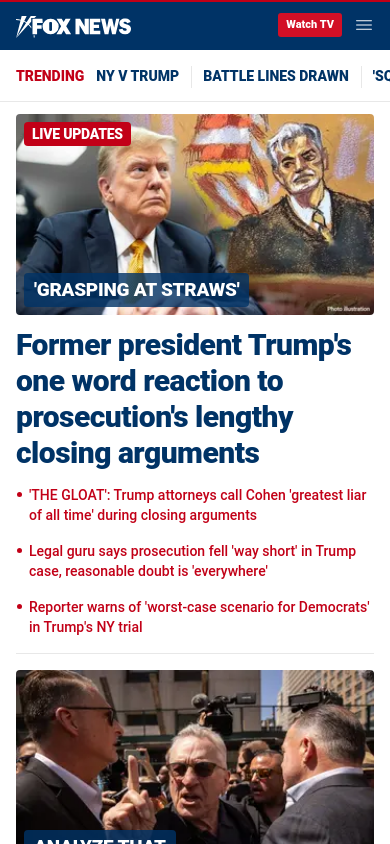 FOX NEWS
Watch TV
TRENDING NY V TRUMP BATTLE LINES DRAWN 'SO
LIVE UPDATES
'GRASPING AT STRAWS'
Photo illustration
Former president Trump's
one word reaction to
prosecution's lengthy
closing arguments
'THE GLOAT': Trump attorneys call Cohen 'greatest liar
of all time' during closing arguments
Legal guru says prosecution fell 'way short' in Trump
case, reasonable doubt is 'everywhere'
Reporter warns of 'worst-case scenario for Democrats'
in Trump's NY trial
ANALYZE THAT